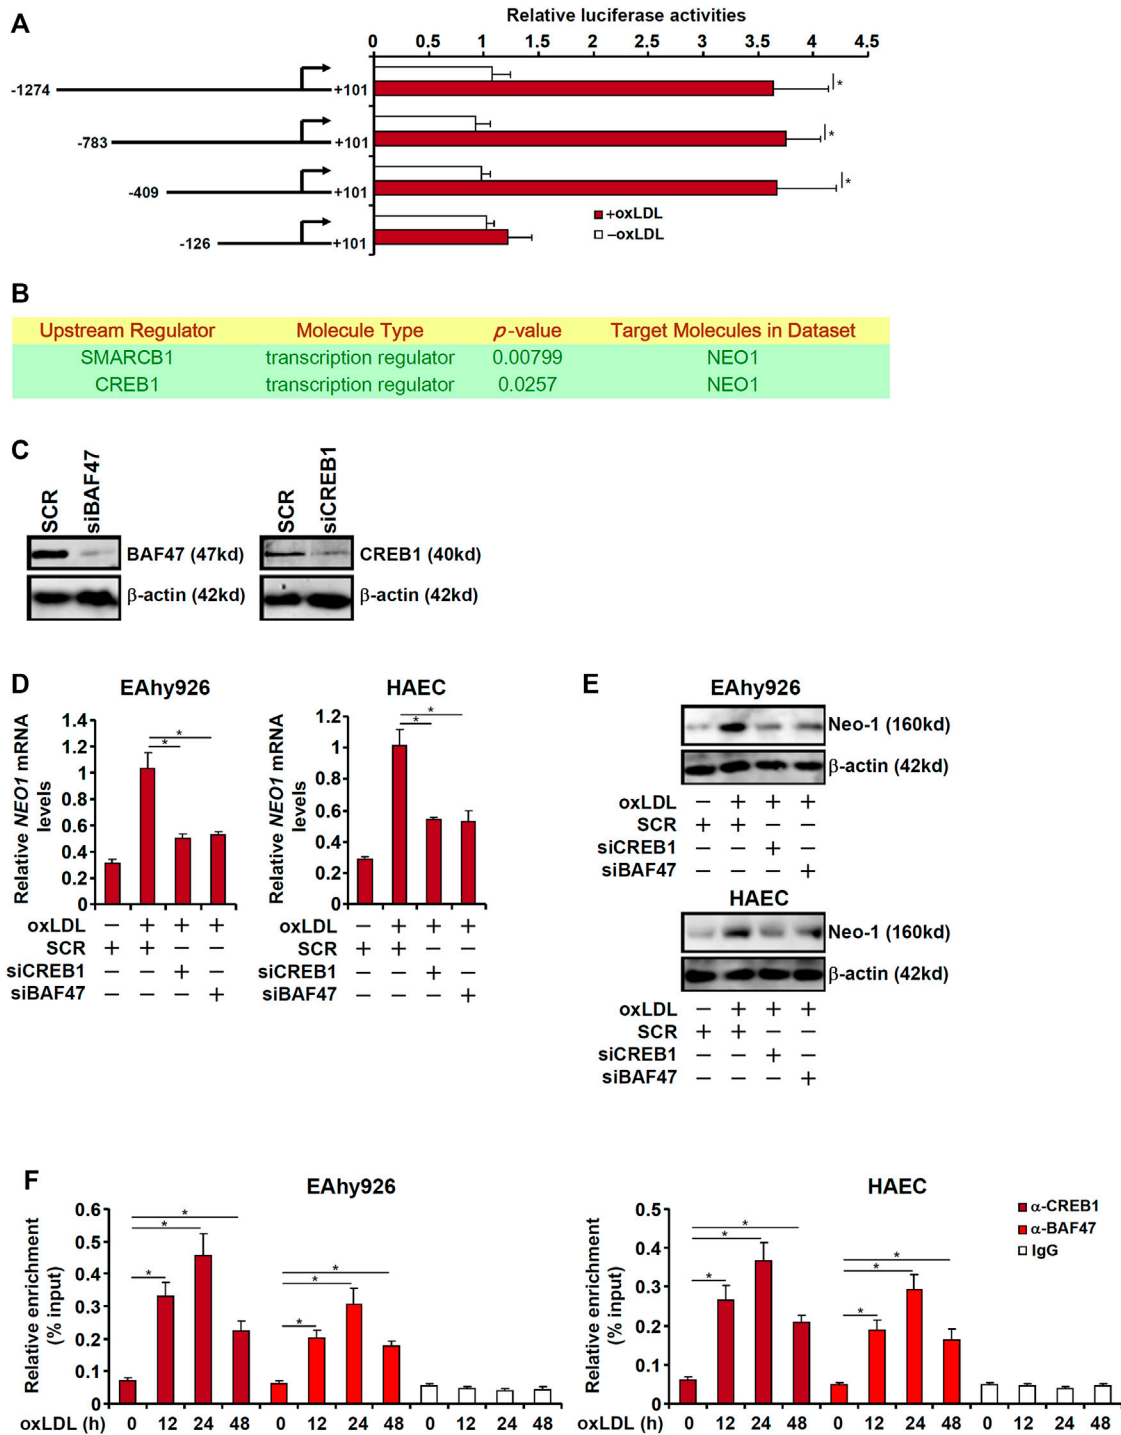 A
Relative luciferase activities
0 0.5 1 1.5 2 2.5 3 3.5 4 4.5
-1274 +101 *
-783 +101 *
-409 +101 *
-126 +101
+oxLDL
–oxLDL
B
Upstream Regulator Molecule Type p-value Target Molecules in Dataset
SMARCB1 transcription regulator 0.00799 NEO1
CREB1 transcription regulator 0.0257 NEO1
C
SCR siBAF47
BAF47 (47kd)
β-actin (42kd)
SCR siCREB1
CREB1 (40kd)
β-actin (42kd)
D
EAhy926
Relative NEO1 mRNA
levels
1.4
1.2
1
0.8
0.6
0.4
0.2
0
* *
oxLDL – + + +
SCR + + – –
siCREB1 – – + –
siBAF47 – – – +
HAEC
Relative NEO1 mRNA
levels
1.2
1
0.8
0.6
0.4
0.2
0
* *
oxLDL – + + +
SCR + + – –
siCREB1 – – + –
siBAF47 – – – +
E
EAhy926
Neo-1 (160kd)
β-actin (42kd)
oxLDL – + + +
SCR + + – –
siCREB1 – – + –
siBAF47 – – – +
HAEC
Neo-1 (160kd)
β-actin (42kd)
oxLDL – + + +
SCR + + – –
siCREB1 – – + –
siBAF47 – – – +
F
EAhy926
Relative enrichment
(% input)
0.6
0.5
0.4
0.3
0.2
0.1
0
* * * * * *
oxLDL (h) 0 12 24 48 0 12 24 48 0 12 24 48
HAEC
Relative enrichment
(% input)
0.5
0.4
0.3
0.2
0.1
0
* * * * * *
oxLDL (h) 0 12 24 48 0 12 24 48 0 12 24 48
α-CREB1
α-BAF47
IgG